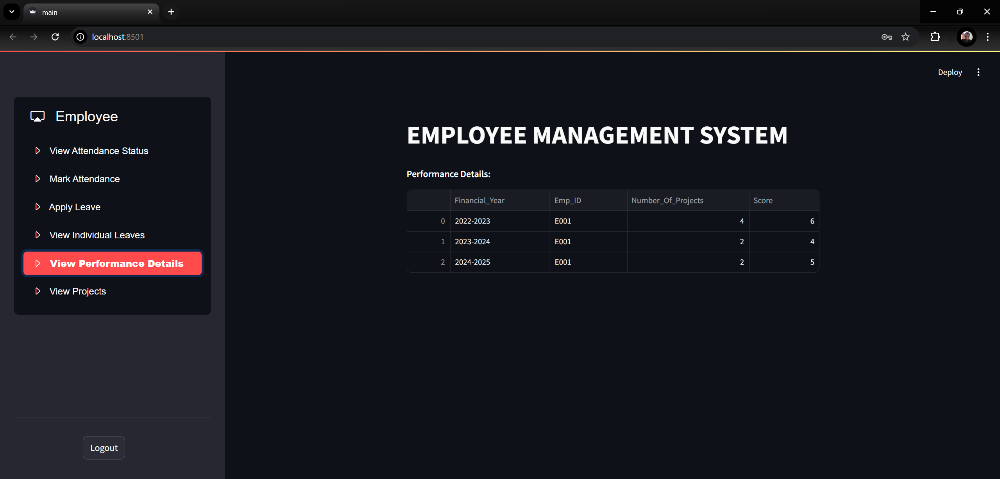 main
localhost:8501
Deploy
Employee
View Attendance Status
Mark Attendance
Apply Leave
View Individual Leaves
View Performance Details
View Projects
Logout
EMPLOYEE MANAGEMENT SYSTEM
Performance Details:
Financial_Year Emp_ID Number_Of_Projects Score
0 2022-2023 E001 4 6
1 2023-2024 E001 2 4
2 2024-2025 E001 2 5